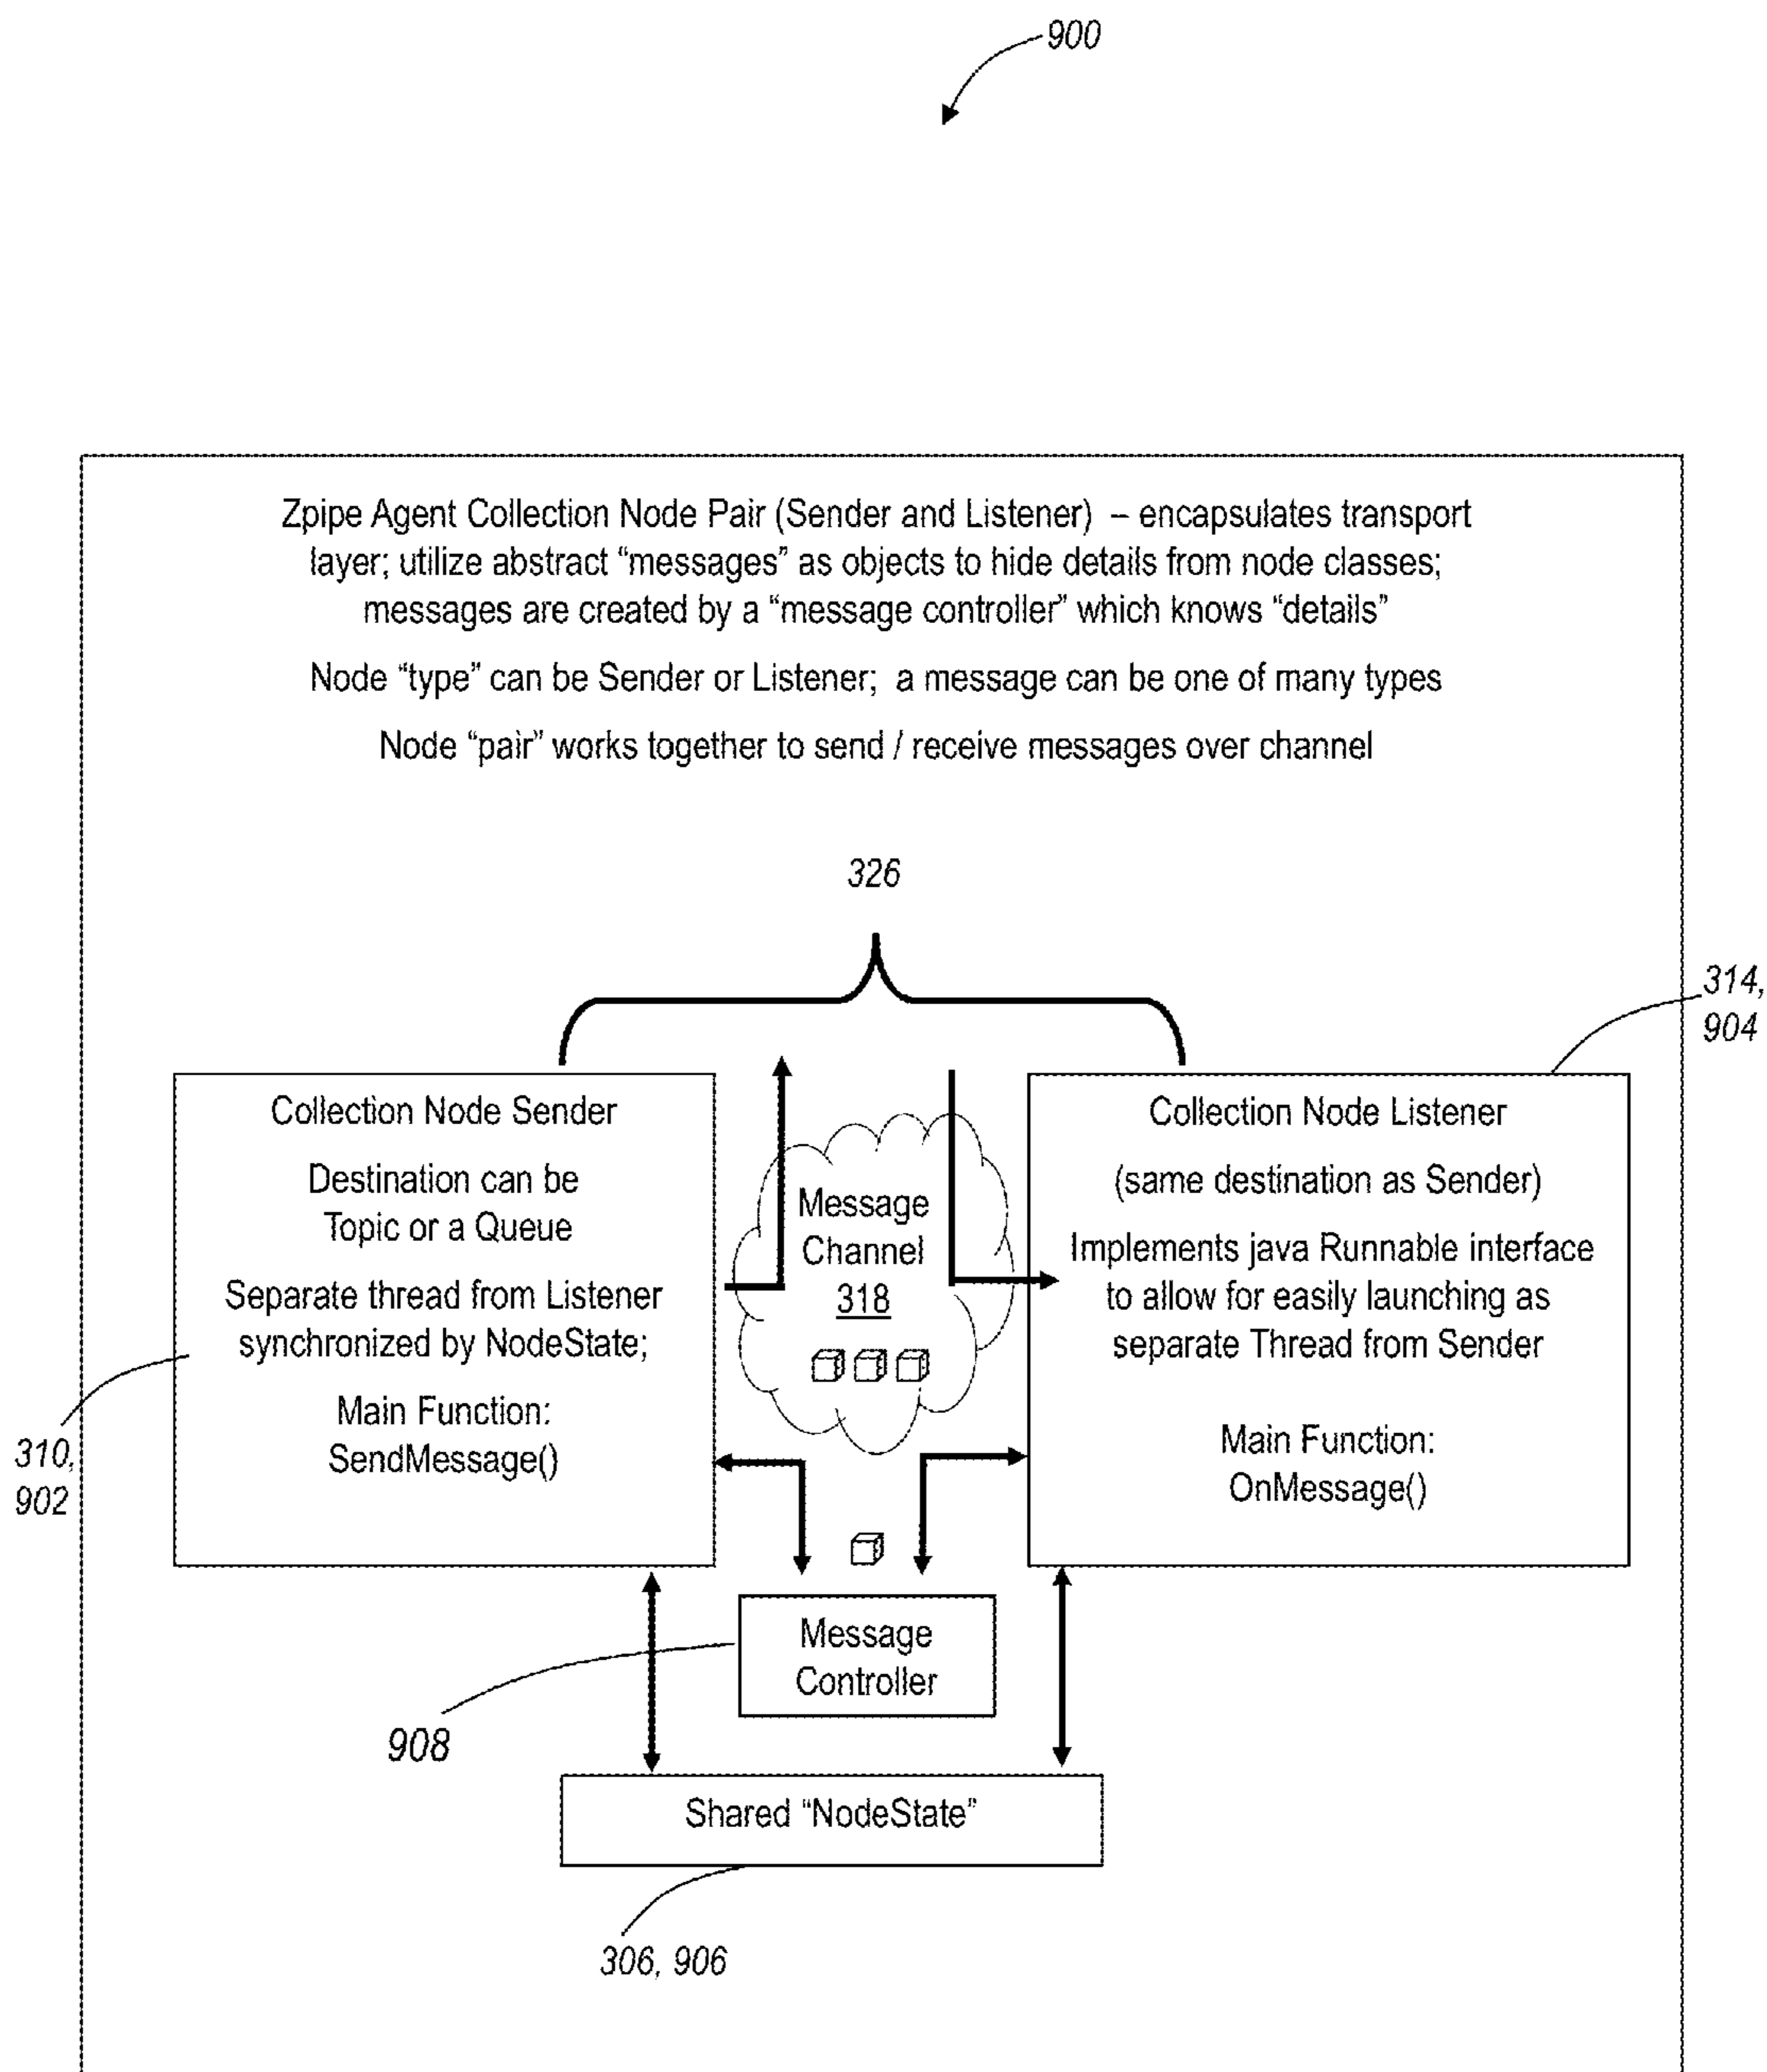 900
Zpipe Agent Collection Node Pair (Sender and Listener) – encapsulates transport
layer; utilize abstract “messages” as objects to hide details from node classes;
messages are created by a “message controller” which knows “details”
Node “type” can be Sender or Listener; a message can be one of many types
Node “pair” works together to send / receive messages over channel
326
314,
904
Collection Node Sender
Destination can be
Topic or a Queue
Separate thread from Listener
synchronized by NodeState;
Main Function:
SendMessage()
310,
902
Message
Channel
318
Collection Node Listener
(same destination as Sender)
Implements java Runnable interface
to allow for easily launching as
separate Thread from Sender
Main Function:
OnMessage()
Message
Controller
908
Shared “NodeState”
306, 906